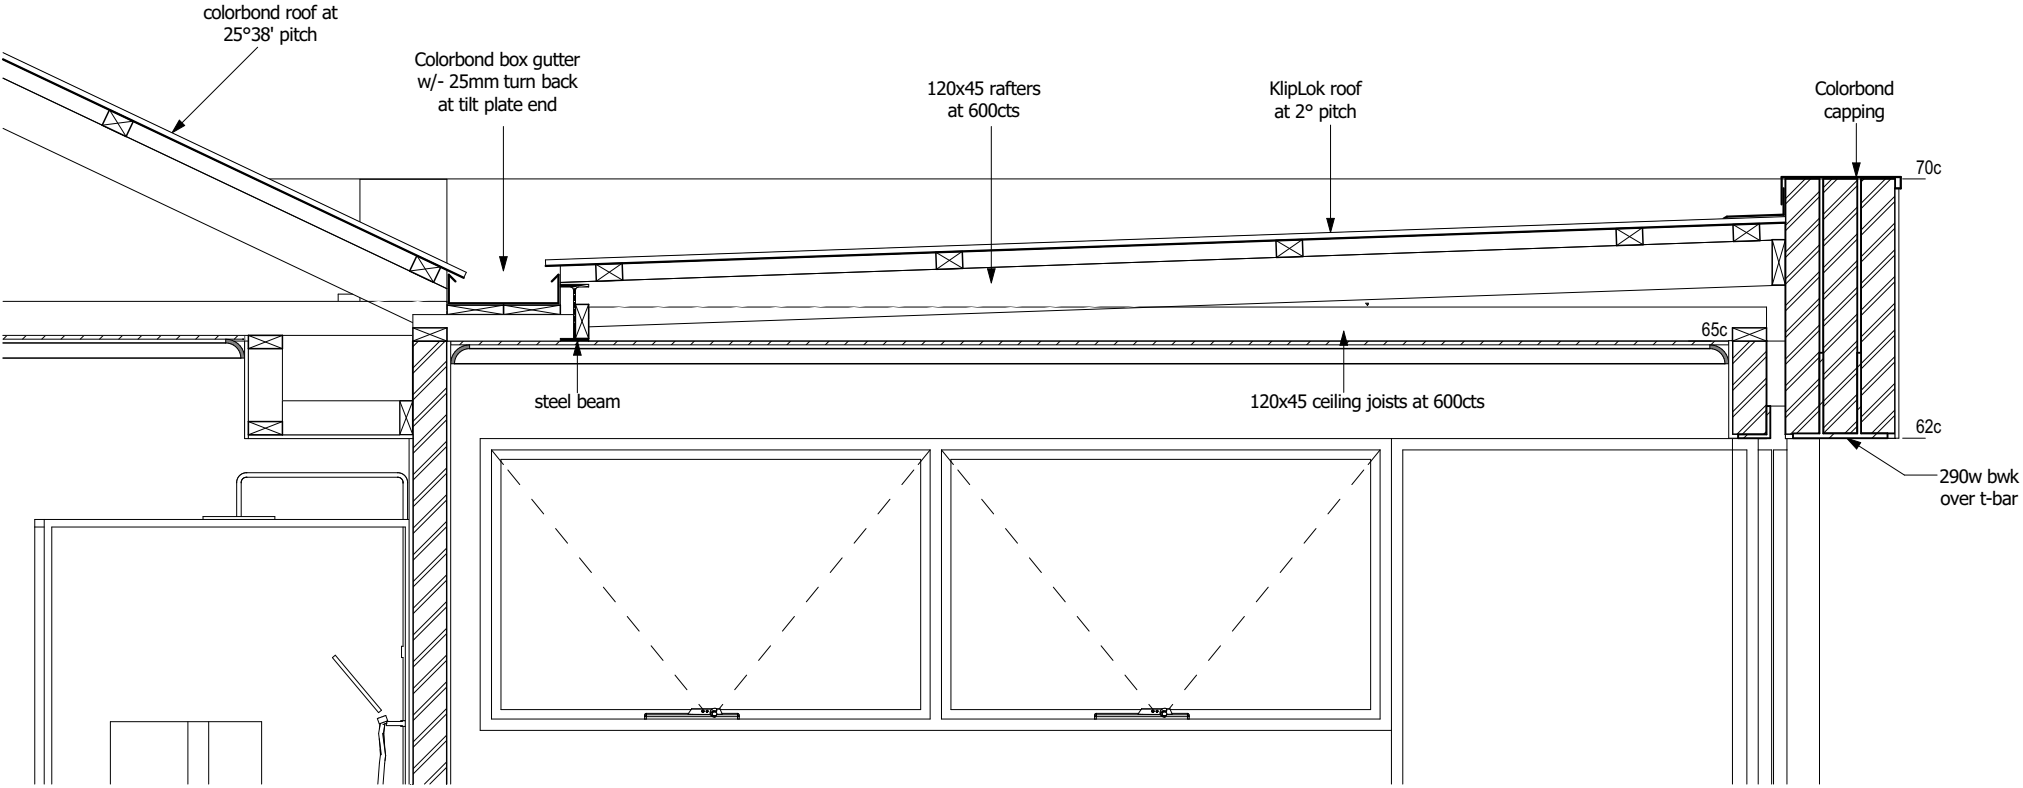 colorbond roof at
25°38' pitch
Colorbond box gutter
w/- 25mm turn back
at tilt plate end
120x45 rafters
at 600cts
KlipLok roof
at 2° pitch
Colorbond
capping
70c
65c
steel beam
120x45 ceiling joists at 600cts
62c
290w bwk
over t-bar